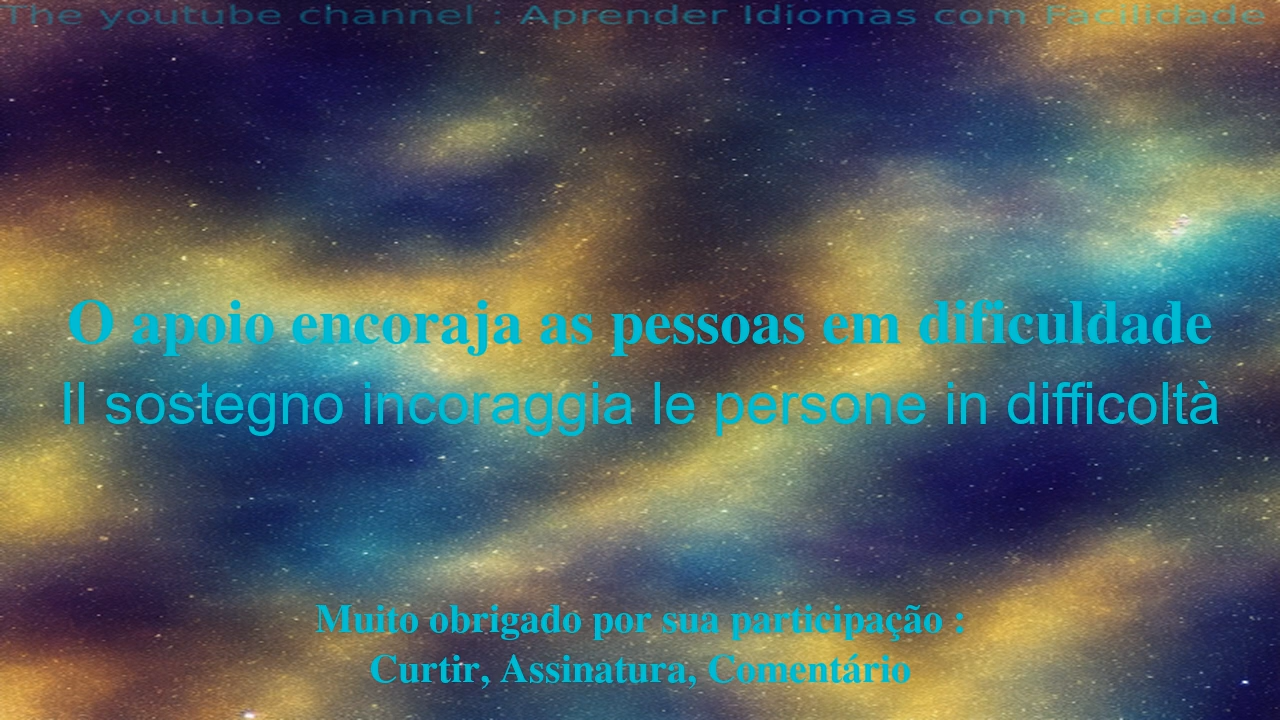 The youtube channel : Aprender Idiomas com Facilidade
O apoio encoraja as pessoas em dificuldade
Il sostegno incoraggia le persone in difficoltà
Muito obrigado por sua participação :
Curtir, Assinatura, Comentário